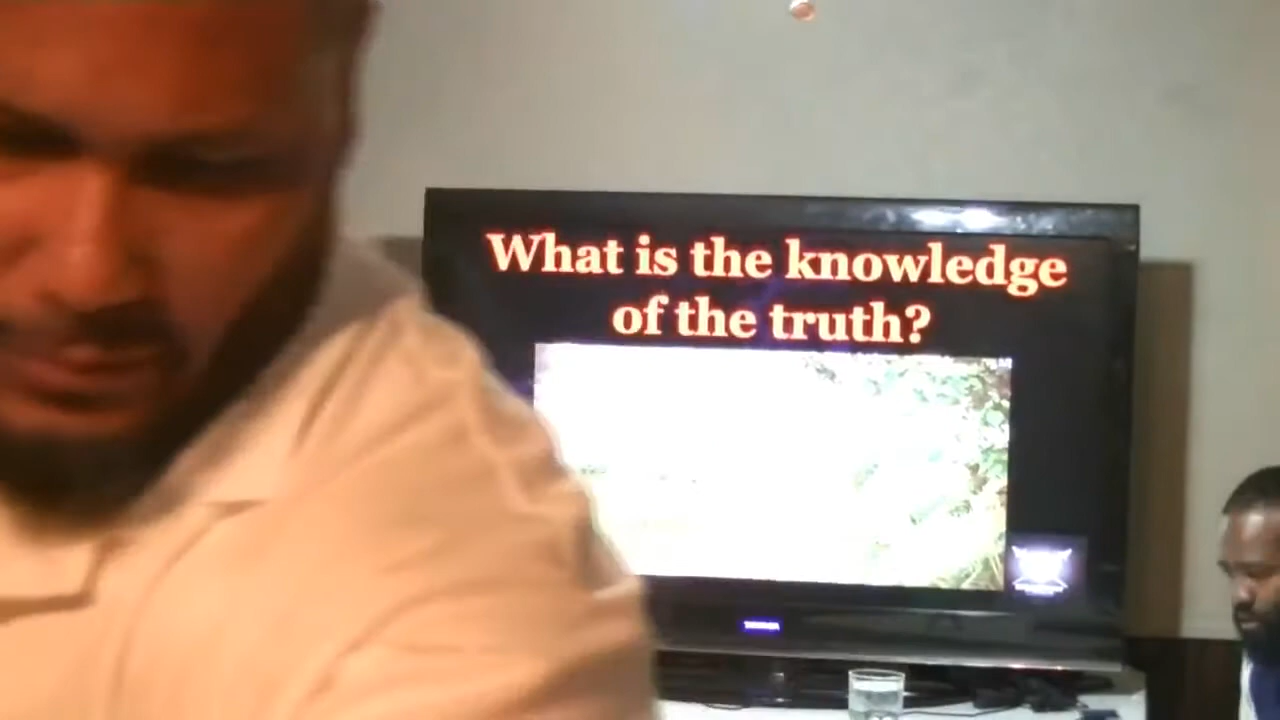 What is the knowledge
of the truth?